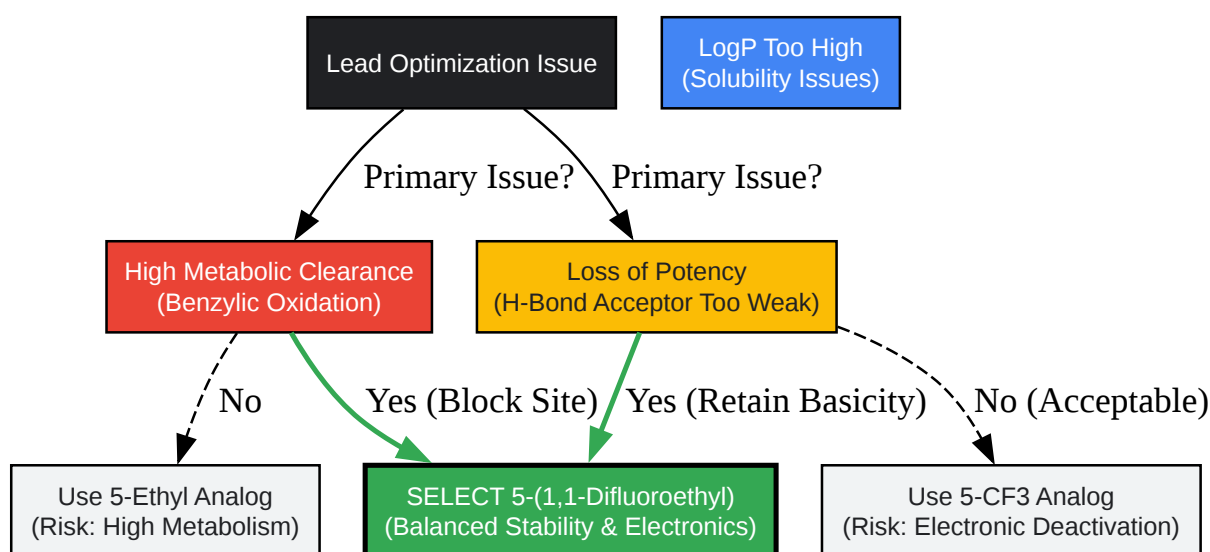 Lead Optimization Issue
LogP Too High
(Solubility Issues)
Primary Issue?
Primary Issue?
High Metabolic Clearance
(Benzylic Oxidation)
Loss of Potency
(H-Bond Acceptor Too Weak)
No
Yes (Block Site)
Yes (Retain Basicity)
No (Acceptable)
Use 5-Ethyl Analog
(Risk: High Metabolism)
SELECT 5-(1,1-Difluoroethyl)
(Balanced Stability & Electronics)
Use 5-CF3 Analog
(Risk: Electronic Deactivation)